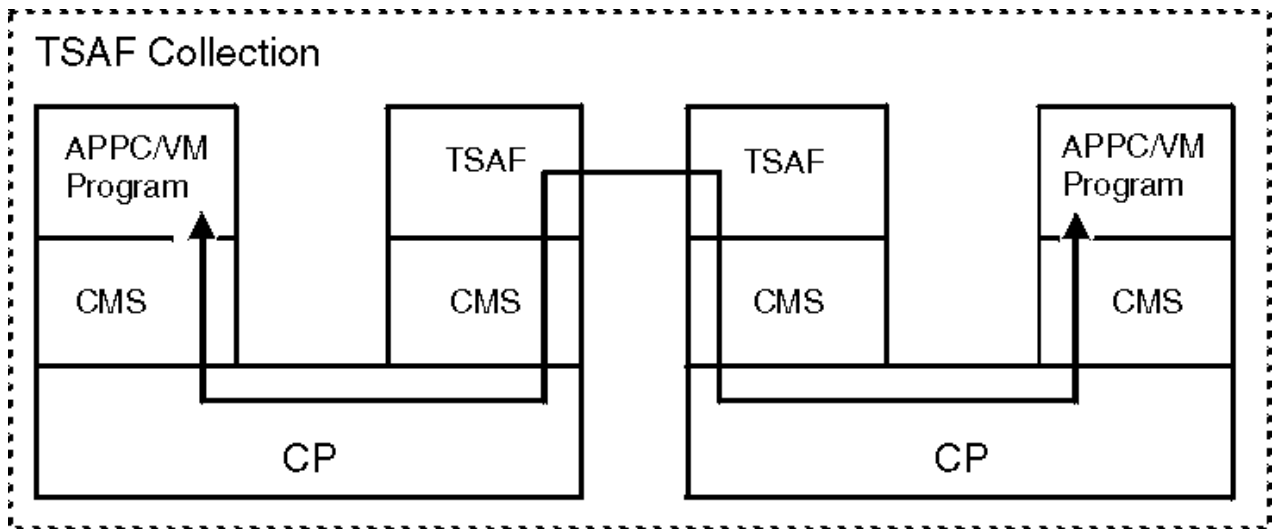 TSAF Collection
APPC/VM
Program
TSAF
TSAF
APPC/VM
Program
CMS
CMS
CMS
CMS
CP
CP